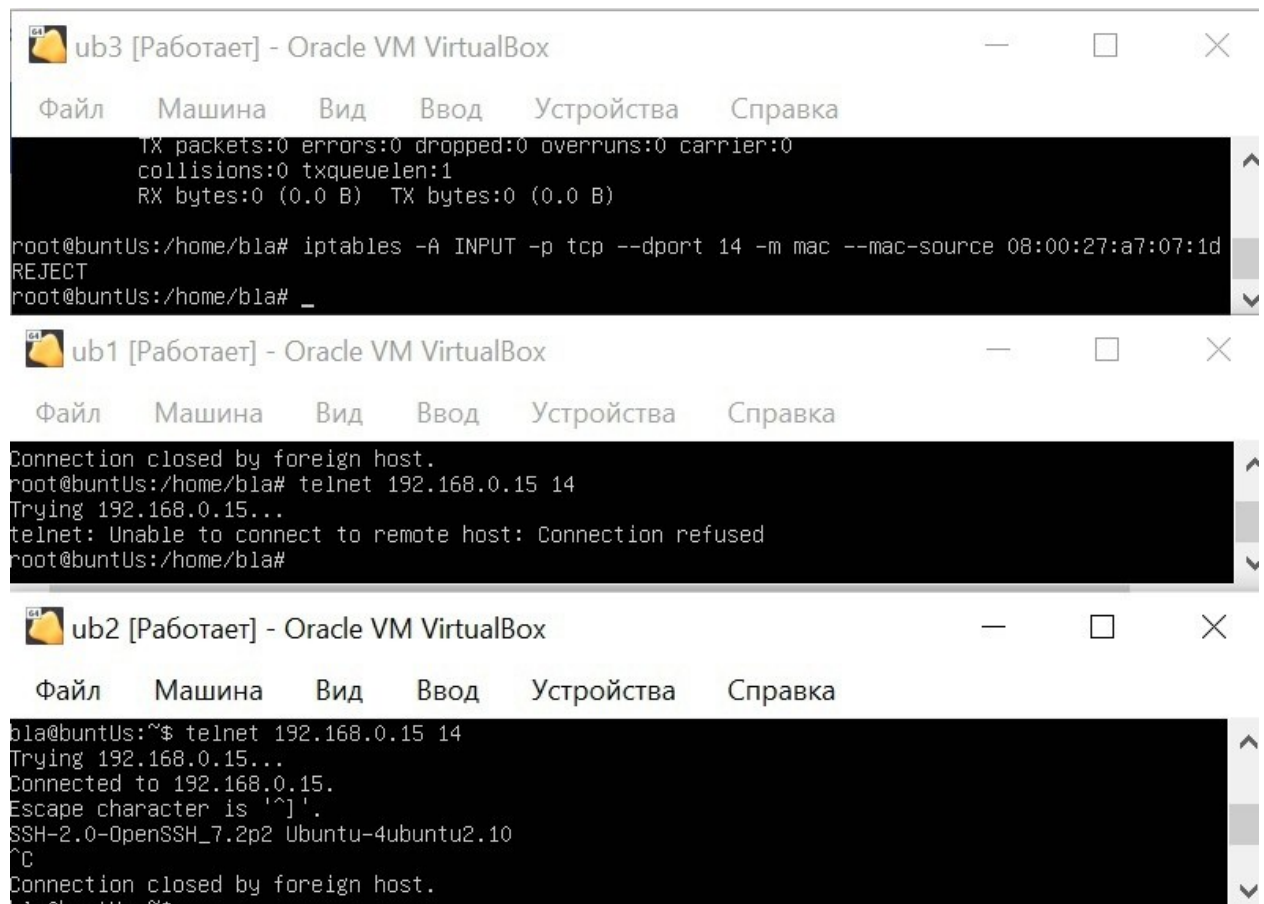 64 ub3 [Работает] - Oracle VM VirtualBox
Файл Машина Вид Ввод Устройства Справка
TX packets:0 errors:0 dropped:0 overruns:0 carrier:0
collisions:0 txqueuelen:1
RX bytes:0 (0.0 B) TX bytes:0 (0.0 B)
root@buntUs:/home/bla# iptables -A INPUT -p tcp --dport 14 -m mac --mac-source 08:00:27:a7:07:1d
REJECT
root@buntUs:/home/bla# _
64 ub1 [Работает] - Oracle VM VirtualBox
Файл Машина Вид Ввод Устройства Справка
Connection closed by foreign host.
root@buntUs:/home/bla# telnet 192.168.0.15 14
Trying 192.168.0.15...
telnet: Unable to connect to remote host: Connection refused
root@buntUs:/home/bla#
64 ub2 [Работает] - Oracle VM VirtualBox
Файл Машина Вид Ввод Устройства Справка
bla@buntUs:~$ telnet 192.168.0.15 14
Trying 192.168.0.15...
Connected to 192.168.0.15.
Escape character is '^]'.
SSH-2.0-OpenSSH_7.2p2 Ubuntu-4ubuntu2.10
^C
Connection closed by foreign host.